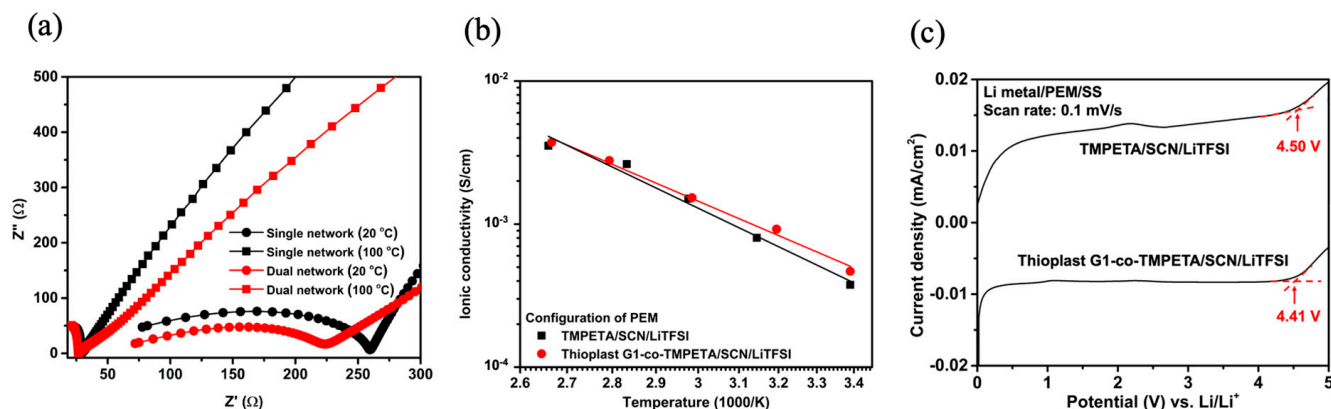 (a)
500
400
300
200
100
0
Z'' (Ω)
Single network (20 °C)
Single network (100 °C)
Dual network (20 °C)
Dual network (100 °C)
50
100
150
200
250
300
Z' (Ω)
(b)
10⁻²
10⁻³
10⁻⁴
Ionic conductivity (S/cm)
Configuration of PEM
TMPETA/SCN/LiTFSI
Thioplast G1-co-TMPETA/SCN/LiTFSI
2.6
2.7
2.8
2.9
3
3.1
3.2
3.3
3.4
Temperature (1000/K)
(c)
0.02
0.01
0.00
-0.01
-0.02
Current density (mA/cm²)
Li metal/PEM/SS
Scan rate: 0.1 mV/s
TMPETA/SCN/LiTFSI
4.50 V
Thioplast G1-co-TMPETA/SCN/LiTFSI
4.41 V
0
1
2
3
4
5
Potential (V) vs. Li/Li⁺